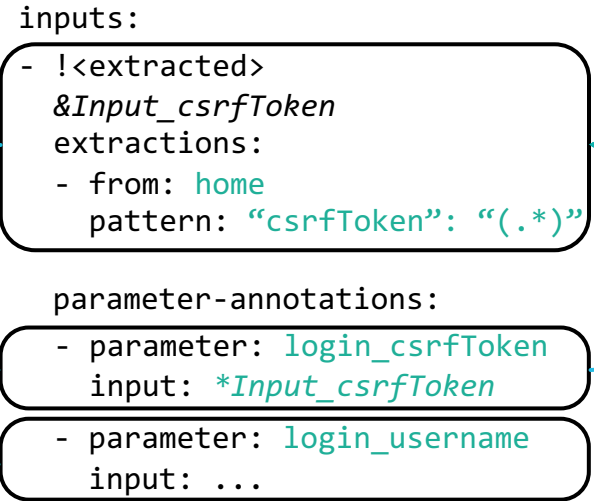 inputs:
- !<extracted>
&Input_csrfToken
extractions:
- from: home
pattern: “csrfToken”: “(.*)”
parameter-annotations:
- parameter: login_csrfToken
input: *Input_csrfToken
- parameter: login_username
input: ...